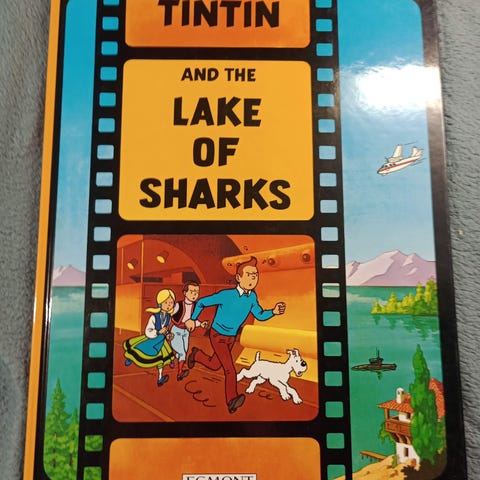 TINTIN
AND THE
LAKE
OF
SHARKS
EGMONT